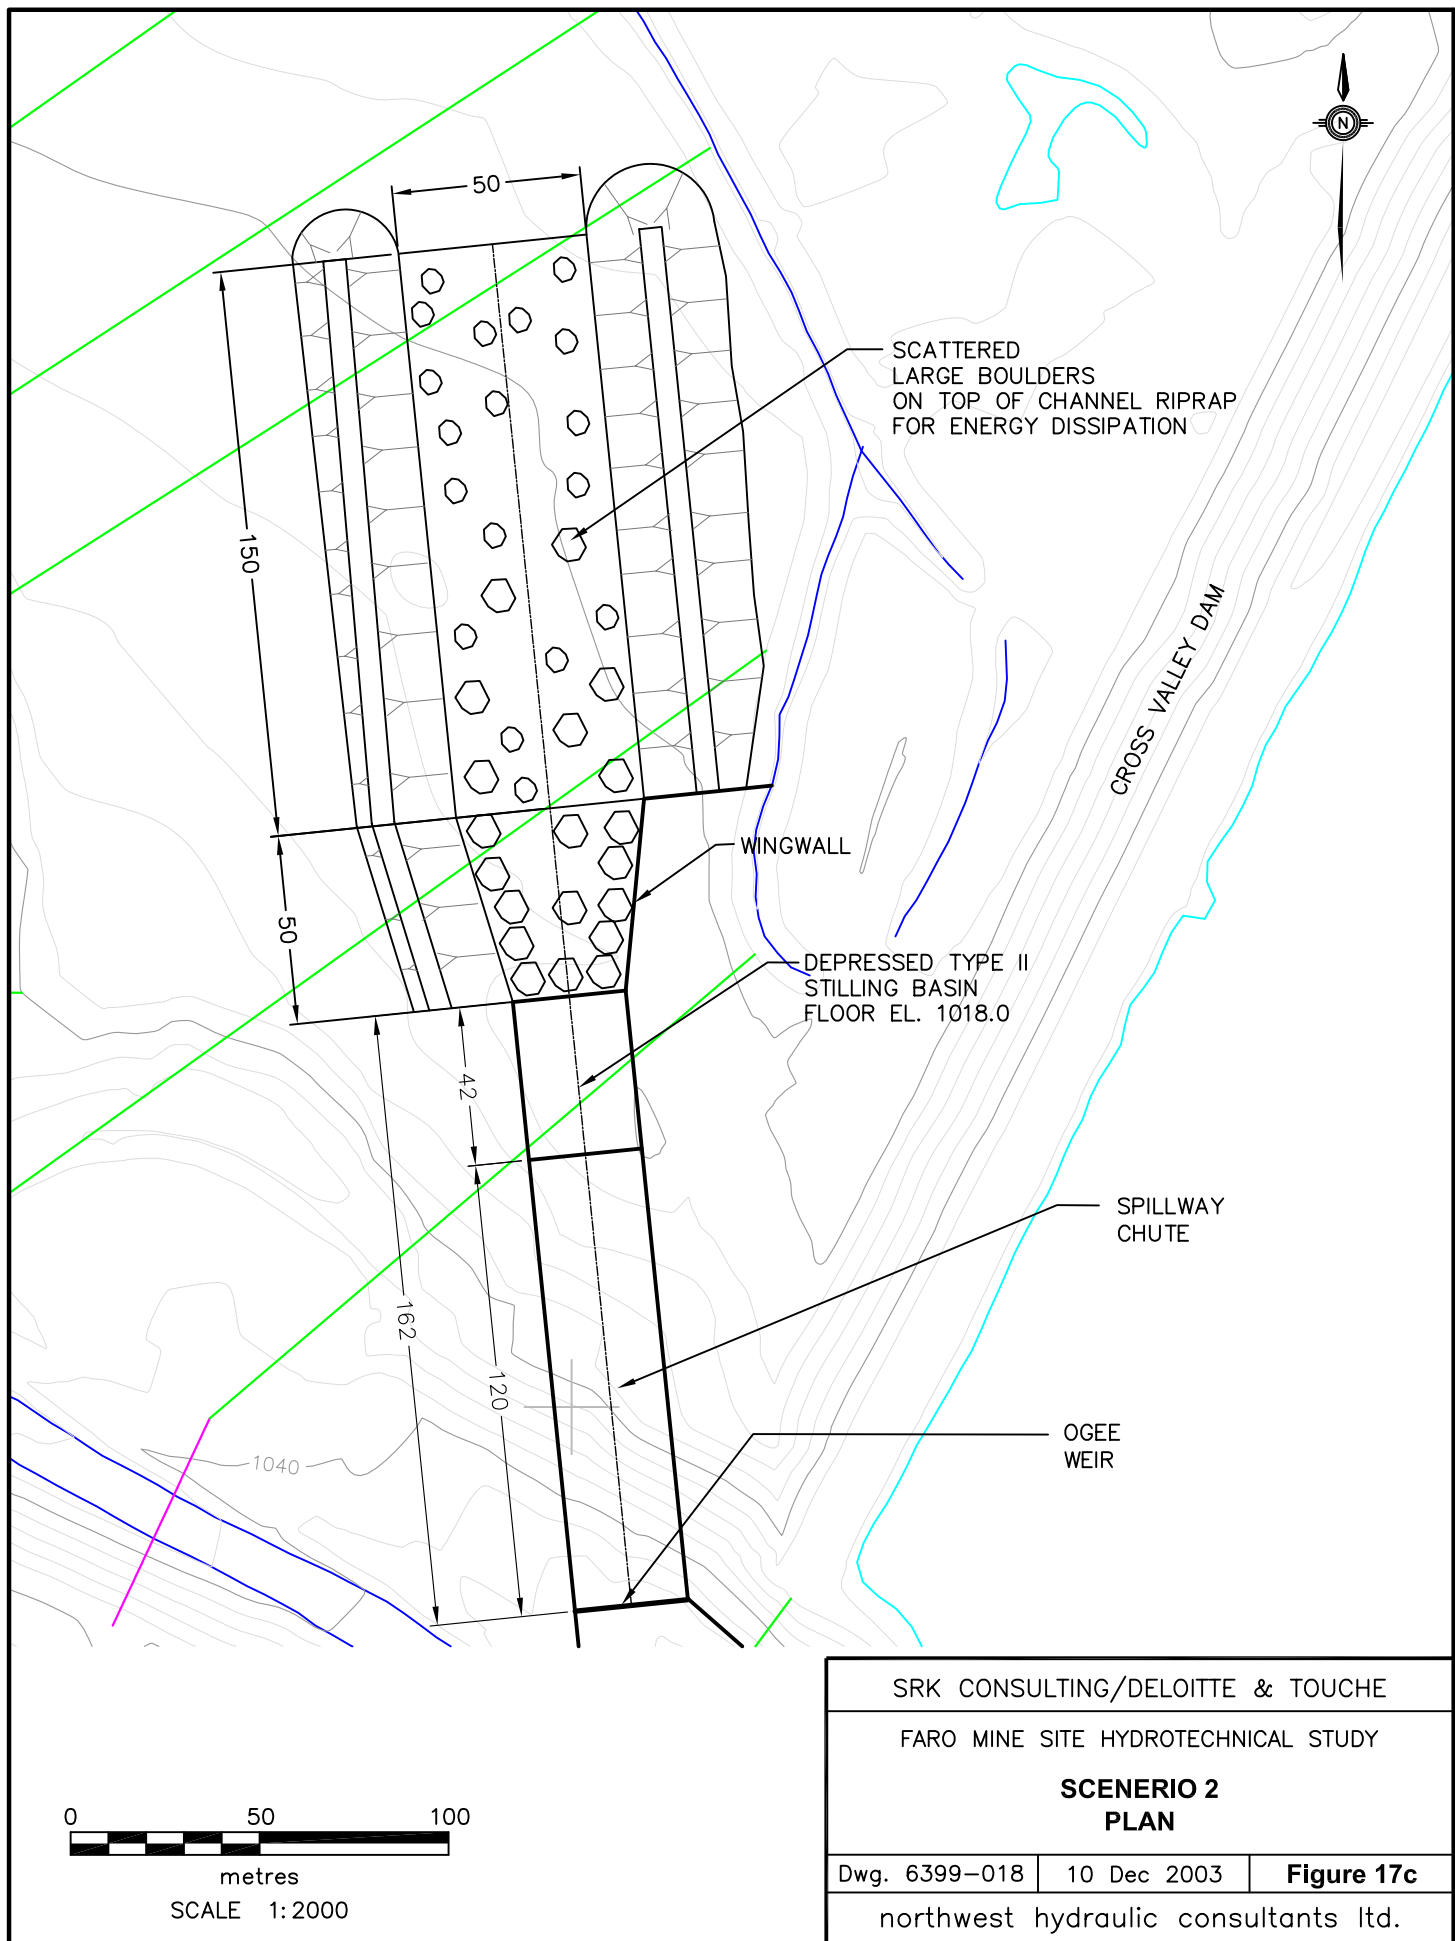 N
50
SCATTERED
LARGE BOULDERS
ON TOP OF CHANNEL RIPRAP
FOR ENERGY DISSIPATION
150
CROSS VALLEY DAM
WINGWALL
50
DEPRESSED TYPE II
STILLING BASIN
FLOOR EL. 1018.0
42
SPILLWAY
CHUTE
162
120
OGEE
WEIR
1040
SRK CONSULTING/DELOITTE & TOUCHE
FARO MINE SITE HYDROTECHNICAL STUDY
SCENERIO 2
PLAN
0 50 100
metres
SCALE 1:2000
Dwg. 6399-018 10 Dec 2003 Figure 17c
northwest hydraulic consultants ltd.